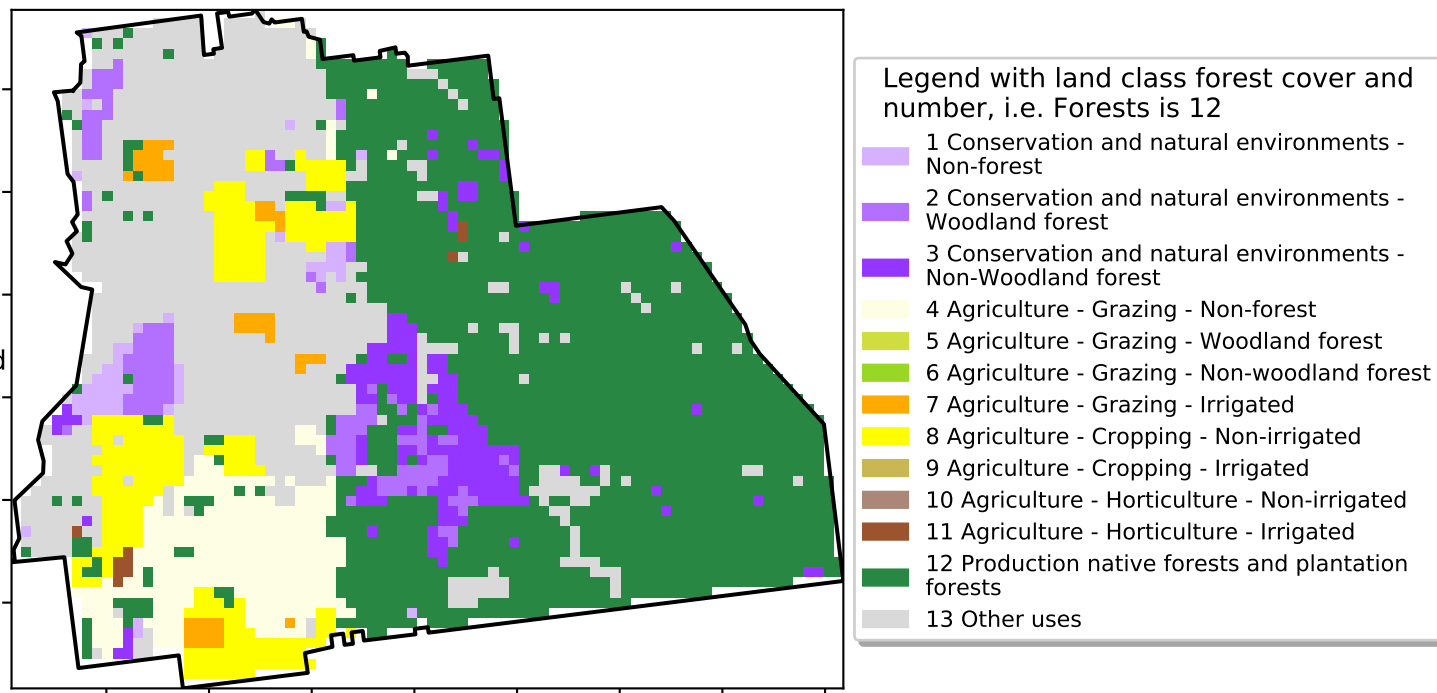 d
Legend with land class forest cover and
number, i.e. Forests is 12
1 Conservation and natural environments -
Non-forest
2 Conservation and natural environments -
Woodland forest
3 Conservation and natural environments -
Non-Woodland forest
4 Agriculture - Grazing - Non-forest
5 Agriculture - Grazing - Woodland forest
6 Agriculture - Grazing - Non-woodland forest
7 Agriculture - Grazing - Irrigated
8 Agriculture - Cropping - Non-irrigated
9 Agriculture - Cropping - Irrigated
10 Agriculture - Horticulture - Non-irrigated
11 Agriculture - Horticulture - Irrigated
12 Production native forests and plantation
forests
13 Other uses